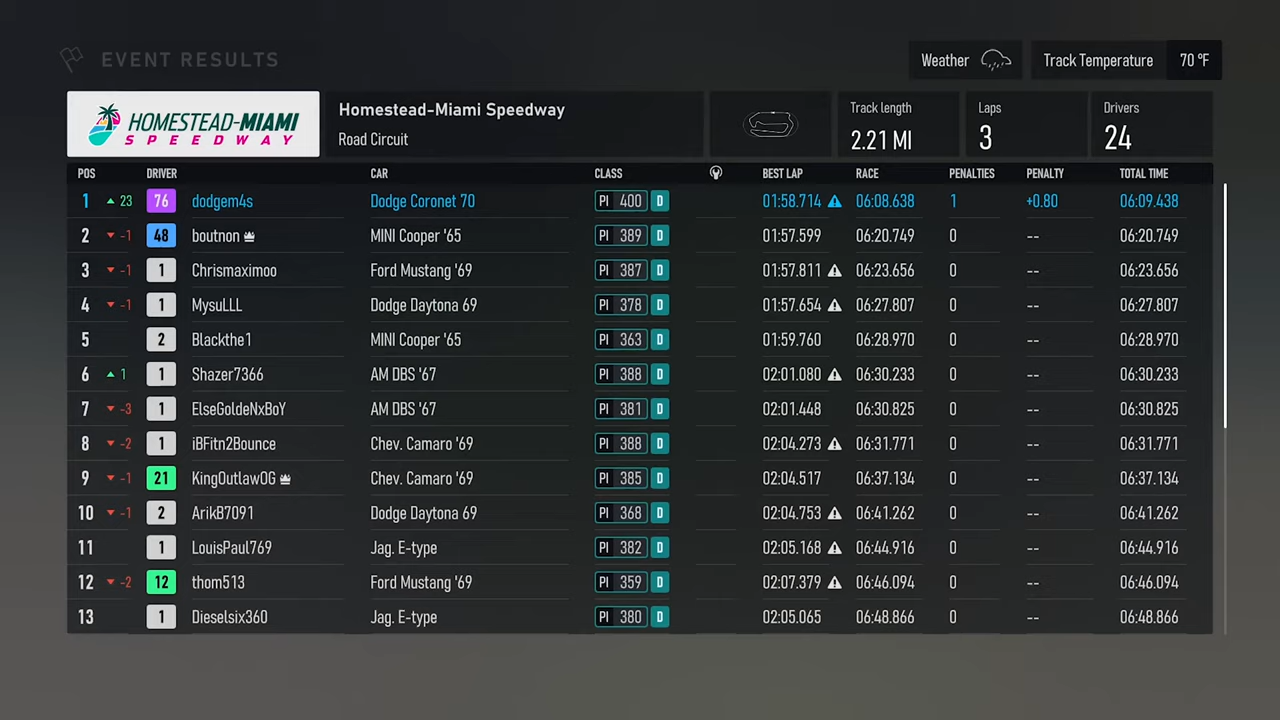 EVENT RESULTS
Weather
Track Temperature 70 °F
HOMESTEAD-MIAMI
SPEEDWAY
Homestead-Miami Speedway
Road Circuit
Track length
2.21 MI
Laps
3
Drivers
24
POS DRIVER CAR CLASS BEST LAP RACE PENALTIES PENALTY TOTAL TIME
1 23 76 dodgem4s Dodge Coronet 70 PI 400 D 01:58.714 06:08.638 1 +0.80 06:09.438
2 -1 48 boutnon MINI Cooper '65 PI 389 D 01:57.599 06:20.749 0 -- 06:20.749
3 -1 1 Chrismaximoo Ford Mustang '69 PI 387 D 01:57.811 06:23.656 0 -- 06:23.656
4 -1 1 MysuLLL Dodge Daytona 69 PI 378 D 01:57.654 06:27.807 0 -- 06:27.807
5 2 Blackthe1 MINI Cooper '65 PI 363 D 01:59.760 06:28.970 0 -- 06:28.970
6 1 1 Shazer7366 AM DBS '67 PI 388 D 02:01.080 06:30.233 0 -- 06:30.233
7 -3 1 ElseGoldeNxBoY AM DBS '67 PI 381 D 02:01.448 06:30.825 0 -- 06:30.825
8 -2 1 iBFitn2Bounce Chev. Camaro '69 PI 388 D 02:04.273 06:31.771 0 -- 06:31.771
9 -1 21 KingOutlawOG Chev. Camaro '69 PI 385 D 02:04.517 06:37.134 0 -- 06:37.134
10 -1 2 ArikB7091 Dodge Daytona 69 PI 368 D 02:04.753 06:41.262 0 -- 06:41.262
11 1 LouisPaul769 Jag. E-type PI 382 D 02:05.168 06:44.916 0 -- 06:44.916
12 -2 12 thom513 Ford Mustang '69 PI 359 D 02:07.379 06:46.094 0 -- 06:46.094
13 1 Dieselsix360 Jag. E-type PI 380 D 02:05.065 06:48.866 0 -- 06:48.866